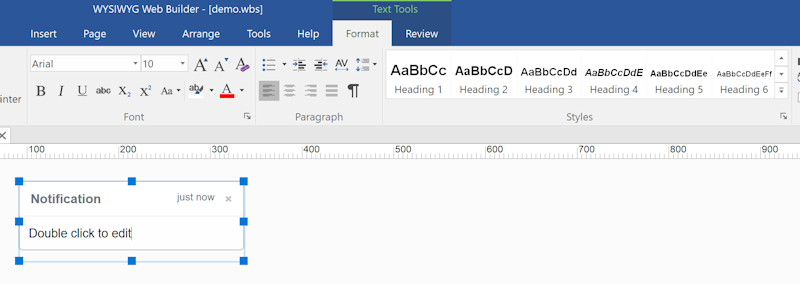 WYSIWYG Web Builder - [demo.wbs]
Text Tools
Insert Page View Arrange Tools Help Format Review
Arial 10
AaBbCc AaBbCcD AaBbCcDd AaBbCcDdE AaBbCcDdEe AaBbCcDdEeFf
inter
B I U abc X₂ X² Aa ab A
Heading 1 Heading 2 Heading 3 Heading 4 Heading 5 Heading 6
Font Paragraph Styles
100 200 300 400 500 600 700 800 900
Notification just now ×
Double click to edit